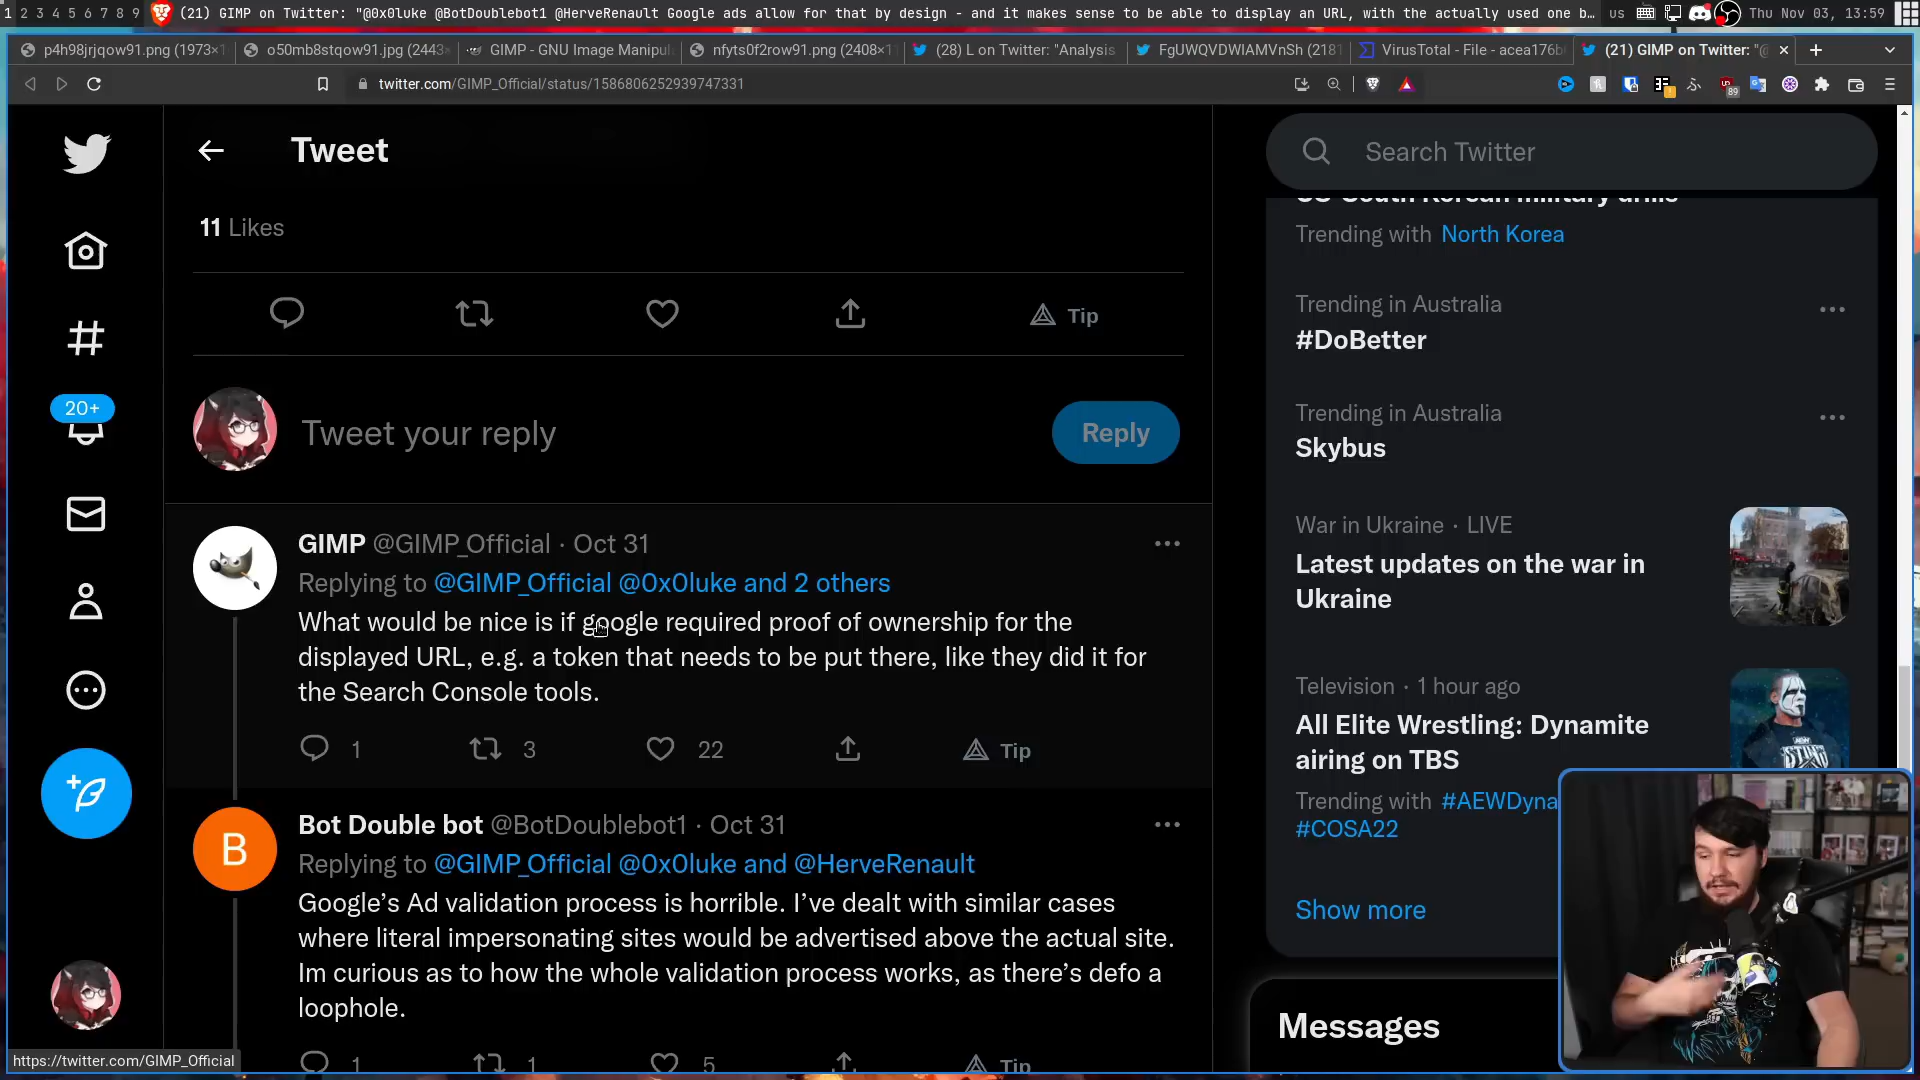 1 2 3 4 5 6 7 8 9 (21) GIMP on Twitter: "@0x0luke @BotDoublebot1 @HerveRenault Google ads allow for that by design - and it makes sense to be able to display an URL, with the actually used one b… us Thu Nov 03, 13:59
p4h98jrjqow91.png (1973×1 o50mb8stqow91.jpg (2443× GIMP - GNU Image Manipul nfyts0f2row91.png (2408×1 (28) L on Twitter: "Analysis FgUWQVDWIAMVnSh (2181 VirusTotal - File - acea176b (21) GIMP on Twitter: "@
twitter.com/GIMP_Official/status/1586806252939747331
89
Tweet
Search Twitter
11 Likes
Trending with North Korea
Tip
Trending in Australia
#DoBetter
20+
Tweet your reply
Reply
Trending in Australia
Skybus
GIMP @GIMP_Official · Oct 31
Replying to @GIMP_Official @0x0luke and 2 others
What would be nice is if google required proof of ownership for the
displayed URL, e.g. a token that needs to be put there, like they did it for
the Search Console tools.
1 3 22 Tip
War in Ukraine · LIVE
Latest updates on the war in
Ukraine
Television · 1 hour ago
All Elite Wrestling: Dynamite
airing on TBS
Trending with #AEWDyna
#COSA22
Show more
B
Bot Double bot @BotDoublebot1 · Oct 31
Replying to @GIMP_Official @0x0luke and @HerveRenault
Google's Ad validation process is horrible. I've dealt with similar cases
where literal impersonating sites would be advertised above the actual site.
Im curious as to how the whole validation process works, as there's defo a
loophole.
1 1 5 Tip
Messages
https://twitter.com/GIMP_Official